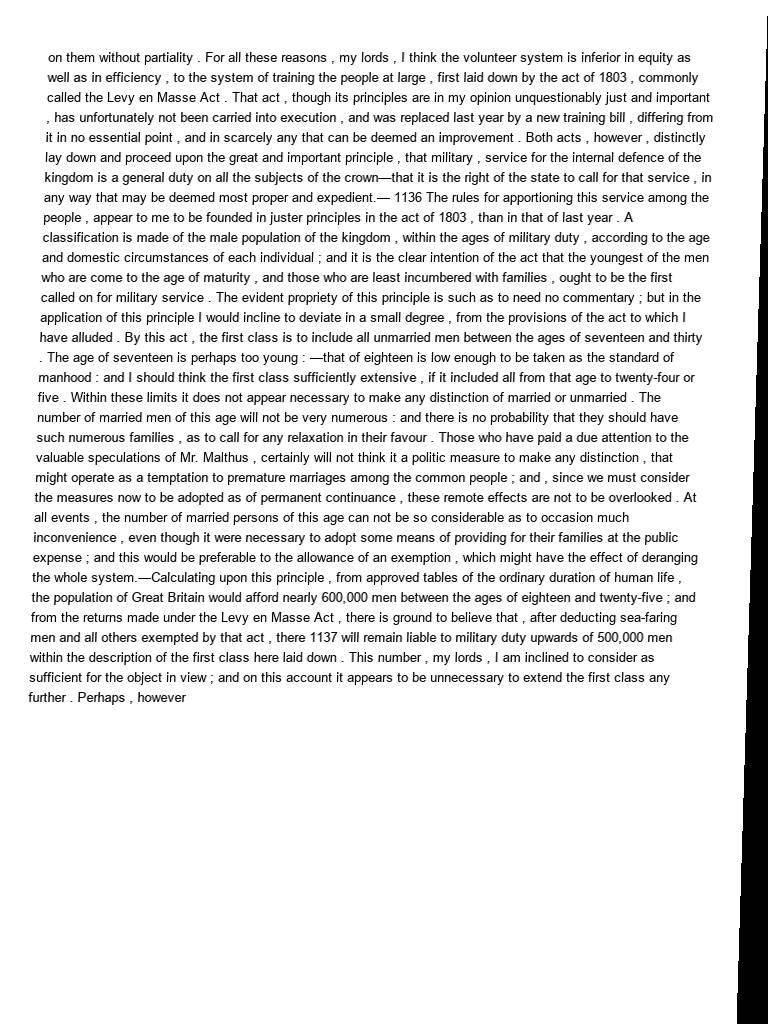 on them without partiality . For all these reasons , my lords , I think the volunteer system is inferior in equity as
well as in efficiency , to the system of training the people at large , first laid down by the act of 1803 , commonly
called the Levy en Masse Act . That act , though its principles are in my opinion unquestionably just and important
, has unfortunately not been carried into execution , and was replaced last year by a new training bill , differing from
it in no essential point , and in scarcely any that can be deemed an improvement . Both acts , however , distinctly
lay down and proceed upon the great and important principle , that military , service for the internal defence of the
kingdom is a general duty on all the subjects of the crown—that it is the right of the state to call for that service , in
any way that may be deemed most proper and expedient.— 1136 The rules for apportioning this service among the
people , appear to me to be founded in juster principles in the act of 1803 , than in that of last year . A
classification is made of the male population of the kingdom , within the ages of military duty , according to the age
and domestic circumstances of each individual ; and it is the clear intention of the act that the youngest of the men
who are come to the age of maturity , and those who are least incumbered with families , ought to be the first
called on for military service . The evident propriety of this principle is such as to need no commentary ; but in the
application of this principle I would incline to deviate in a small degree , from the provisions of the act to which I
have alluded . By this act , the first class is to include all unmarried men between the ages of seventeen and thirty
. The age of seventeen is perhaps too young : —that of eighteen is low enough to be taken as the standard of
manhood : and I should think the first class sufficiently extensive , if it included all from that age to twenty-four or
five . Within these limits it does not appear necessary to make any distinction of married or unmarried . The
number of married men of this age will not be very numerous : and there is no probability that they should have
such numerous families , as to call for any relaxation in their favour . Those who have paid a due attention to the
valuable speculations of Mr. Malthus , certainly will not think it a politic measure to make any distinction , that
might operate as a temptation to premature marriages among the common people ; and , since we must consider
the measures now to be adopted as of permanent continuance , these remote effects are not to be overlooked . At
all events , the number of married persons of this age can not be so considerable as to occasion much
inconvenience , even though it were necessary to adopt some means of providing for their families at the public
expense ; and this would be preferable to the allowance of an exemption , which might have the effect of deranging
the whole system.—Calculating upon this principle , from approved tables of the ordinary duration of human life ,
the population of Great Britain would afford nearly 600,000 men between the ages of eighteen and twenty-five ; and
from the returns made under the Levy en Masse Act , there is ground to believe that , after deducting sea-faring
men and all others exempted by that act , there 1137 will remain liable to military duty upwards of 500,000 men
within the description of the first class here laid down . This number , my lords , I am inclined to consider as
sufficient for the object in view ; and on this account it appears to be unnecessary to extend the first class any
further . Perhaps , however